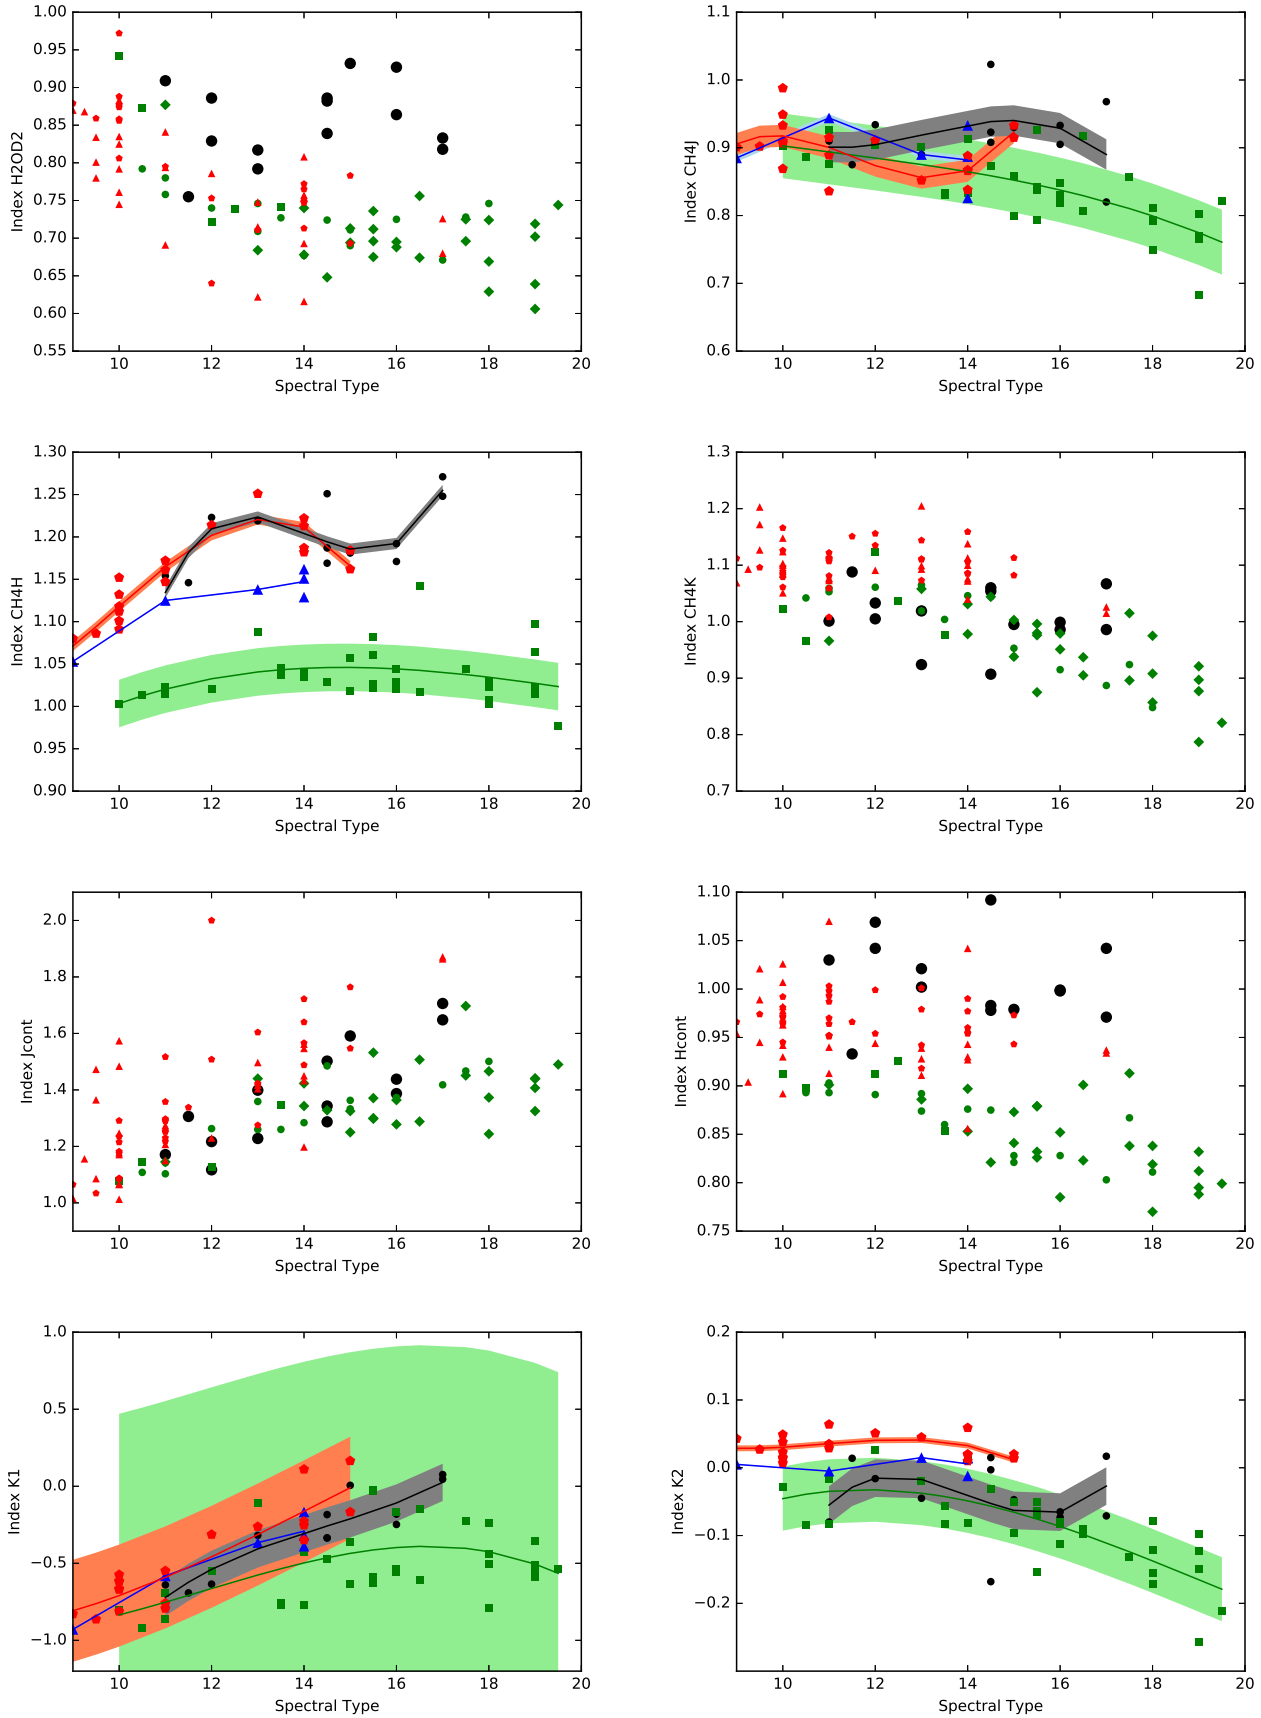 1.00
0.95
0.90
0.85
0.80
0.75
0.70
0.65
0.60
0.55
10 12 14 16 18 20
Spectral Type
Index H2OD2
1.1
1.0
0.9
0.8
0.7
0.6
10 12 14 16 18 20
Spectral Type
Index CH4J
1.30
1.25
1.20
1.15
1.10
1.05
1.00
0.95
0.90
10 12 14 16 18 20
Spectral Type
Index CH4H
1.3
1.2
1.1
1.0
0.9
0.8
0.7
10 12 14 16 18 20
Spectral Type
Index CH4K
2.0
1.8
1.6
1.4
1.2
1.0
10 12 14 16 18 20
Spectral Type
Index Jcont
1.10
1.05
1.00
0.95
0.90
0.85
0.80
0.75
10 12 14 16 18 20
Spectral Type
Index Hcont
1.0
0.5
0.0
−0.5
−1.0
10 12 14 16 18 20
Spectral Type
Index K1
0.2
0.1
0.0
−0.1
−0.2
10 12 14 16 18 20
Spectral Type
Index K2